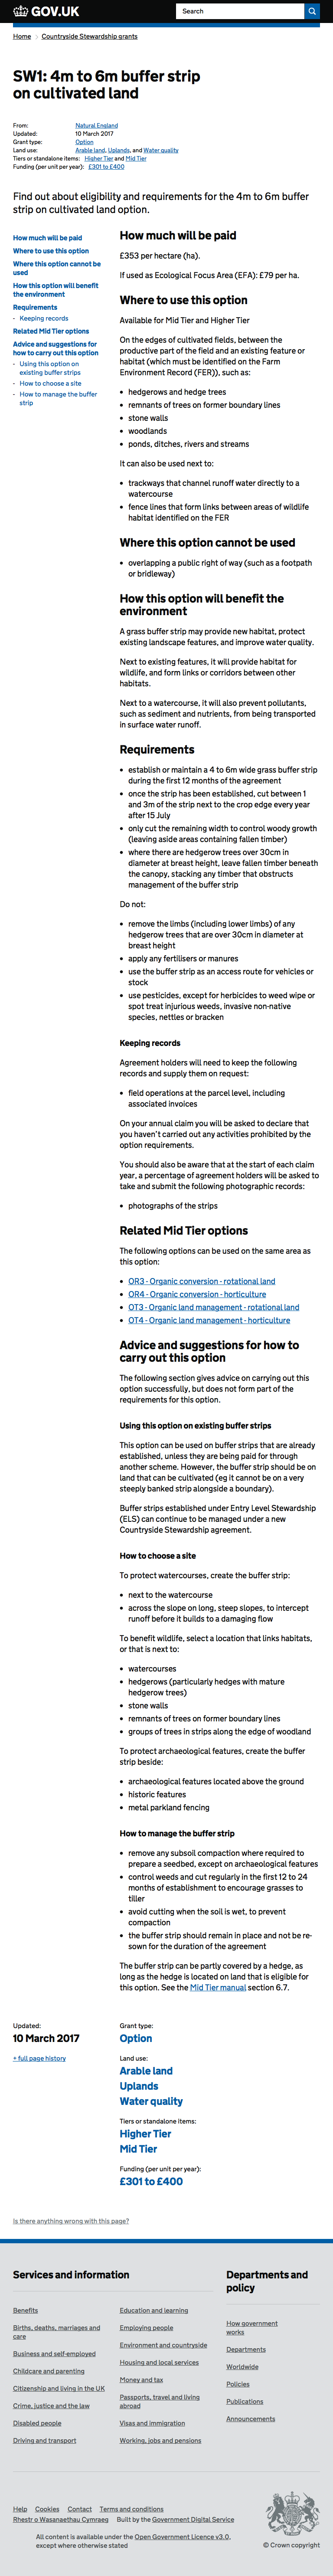 GOV.UK
Search
Home
Countryside Stewardship grants
SW1: 4m to 6m buffer strip
on cultivated land
From: Natural England
Updated: 10 March 2017
Grant type: Option
Land use: Arable land, Uplands, and Water quality
Tiers or standalone items: Higher Tier and Mid Tier
Funding (per unit per year): £301 to £400
Find out about eligibility and requirements for the 4m to 6m buffer
strip on cultivated land option.
How much will be paid
Where to use this option
Where this option cannot be
used
How this option will benefit
the environment
Requirements
- Keeping records
Related Mid Tier options
Advice and suggestions for
how to carry out this option
- Using this option on
existing buffer strips
- How to choose a site
- How to manage the buffer
strip
How much will be paid
£353 per hectare (ha).
If used as Ecological Focus Area (EFA): £79 per ha.
Where to use this option
Available for Mid Tier and Higher Tier
On the edges of cultivated fields, between the
productive part of the field and an existing feature or
habitat (which must be identified on the Farm
Environment Record (FER)), such as:
• hedgerows and hedge trees
• remnants of trees on former boundary lines
• stone walls
• woodlands
• ponds, ditches, rivers and streams
It can also be used next to:
• trackways that channel runoff water directly to a
watercourse
• fence lines that form links between areas of wildlife
habitat identified on the FER
Where this option cannot be used
• overlapping a public right of way (such as a footpath
or bridleway)
How this option will benefit the
environment
A grass buffer strip may provide new habitat, protect
existing landscape features, and improve water quality.
Next to existing features, it will provide habitat for
wildlife, and form links or corridors between other
habitats.
Next to a watercourse, it will also prevent pollutants,
such as sediment and nutrients, from being transported
in surface water runoff.
Requirements
• establish or maintain a 4 to 6m wide grass buffer strip
during the first 12 months of the agreement
• once the strip has been established, cut between 1
and 3m of the strip next to the crop edge every year
after 15 July
• only cut the remaining width to control woody growth
(leaving aside areas containing fallen timber)
• where there are hedgerow trees over 30cm in
diameter at breast height, leave fallen timber beneath
the canopy, stacking any timber that obstructs
management of the buffer strip
Do not:
• remove the limbs (including lower limbs) of any
hedgerow trees that are over 30cm in diameter at
breast height
• apply any fertilisers or manures
• use the buffer strip as an access route for vehicles or
stock
• use pesticides, except for herbicides to weed wipe or
spot treat injurious weeds, invasive non-native
species, nettles or bracken
Keeping records
Agreement holders will need to keep the following
records and supply them on request:
• field operations at the parcel level, including
associated invoices
On your annual claim you will be asked to declare that
you haven't carried out any activities prohibited by the
option requirements.
You should also be aware that at the start of each claim
year, a percentage of agreement holders will be asked to
take and submit the following photographic records:
• photographs of the strips
Related Mid Tier options
The following options can be used on the same area as
this option:
• OR3 - Organic conversion - rotational land
• OR4 - Organic conversion - horticulture
• OT3 - Organic land management - rotational land
• OT4 - Organic land management - horticulture
Advice and suggestions for how to
carry out this option
The following section gives advice on carrying out this
option successfully, but does not form part of the
requirements for this option.
Using this option on existing buffer strips
This option can be used on buffer strips that are already
established, unless they are being paid for through
another scheme. However, the buffer strip should be on
land that can be cultivated (eg it cannot be on a very
steeply banked strip alongside a boundary).
Buffer strips established under Entry Level Stewardship
(ELS) can continue to be managed under a new
Countryside Stewardship agreement.
How to choose a site
To protect watercourses, create the buffer strip:
• next to the watercourse
• across the slope on long, steep slopes, to intercept
runoff before it builds to a damaging flow
To benefit wildlife, select a location that links habitats,
or that is next to:
• watercourses
• hedgerows (particularly hedges with mature
hedgerow trees)
• stone walls
• remnants of trees on former boundary lines
• groups of trees in strips along the edge of woodland
To protect archaeological features, create the buffer
strip beside:
• archaeological features located above the ground
• historic features
• metal parkland fencing
How to manage the buffer strip
• remove any subsoil compaction where required to
prepare a seedbed, except on archaeological features
• control weeds and cut regularly in the first 12 to 24
months of establishment to encourage grasses to
tiller
• avoid cutting when the soil is wet, to prevent
compaction
• the buffer strip should remain in place and not be re-
sown for the duration of the agreement
The buffer strip can be partly covered by a hedge, as
long as the hedge is located on land that is eligible for
this option. See the Mid Tier manual section 6.7.
Updated:
10 March 2017
+ full page history
Grant type:
Option
Land use:
Arable land
Uplands
Water quality
Tiers or standalone items:
Higher Tier
Mid Tier
Funding (per unit per year):
£301 to £400
Is there anything wrong with this page?
Services and information
Benefits
Births, deaths, marriages and
care
Business and self-employed
Childcare and parenting
Citizenship and living in the UK
Crime, justice and the law
Disabled people
Driving and transport
Education and learning
Employing people
Environment and countryside
Housing and local services
Money and tax
Passports, travel and living
abroad
Visas and immigration
Working, jobs and pensions
Departments and
policy
How government
works
Departments
Worldwide
Policies
Publications
Announcements
Help Cookies Contact Terms and conditions
Rhestr o Wasanaethau Cymraeg Built by the Government Digital Service
All content is available under the Open Government Licence v3.0,
except where otherwise stated
© Crown copyright